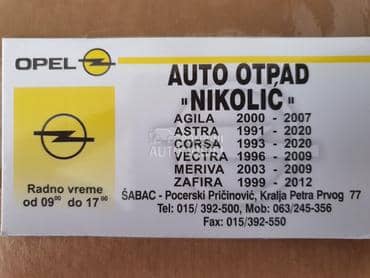 OPEL
AUTO OTPAD
"NIKOLIĆ"
AGILA 2000 - 2007
ASTRA 1991 - 2020
CORSA 1993 - 2020
VECTRA 1996 - 2009
MERIVA 2003 - 2009
ZAFIRA 1999 - 2012
Radno vreme
od 09⁰⁰ do 17⁰⁰
ŠABAC - Pocerski Pričinović, Kralja Petra Prvog 77
Tel: 015/ 392-500, Mob: 063/245-356
Fax: 015/392-550